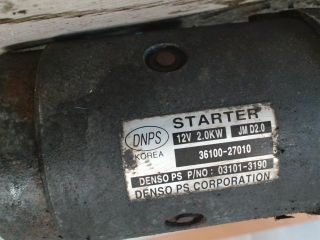 STARTER
DNPS
12V 2.0KW JM D2.0
KOREA
36100-27010
DENSO PS P/NO : 03101-3190
DENSO PS CORPORATION